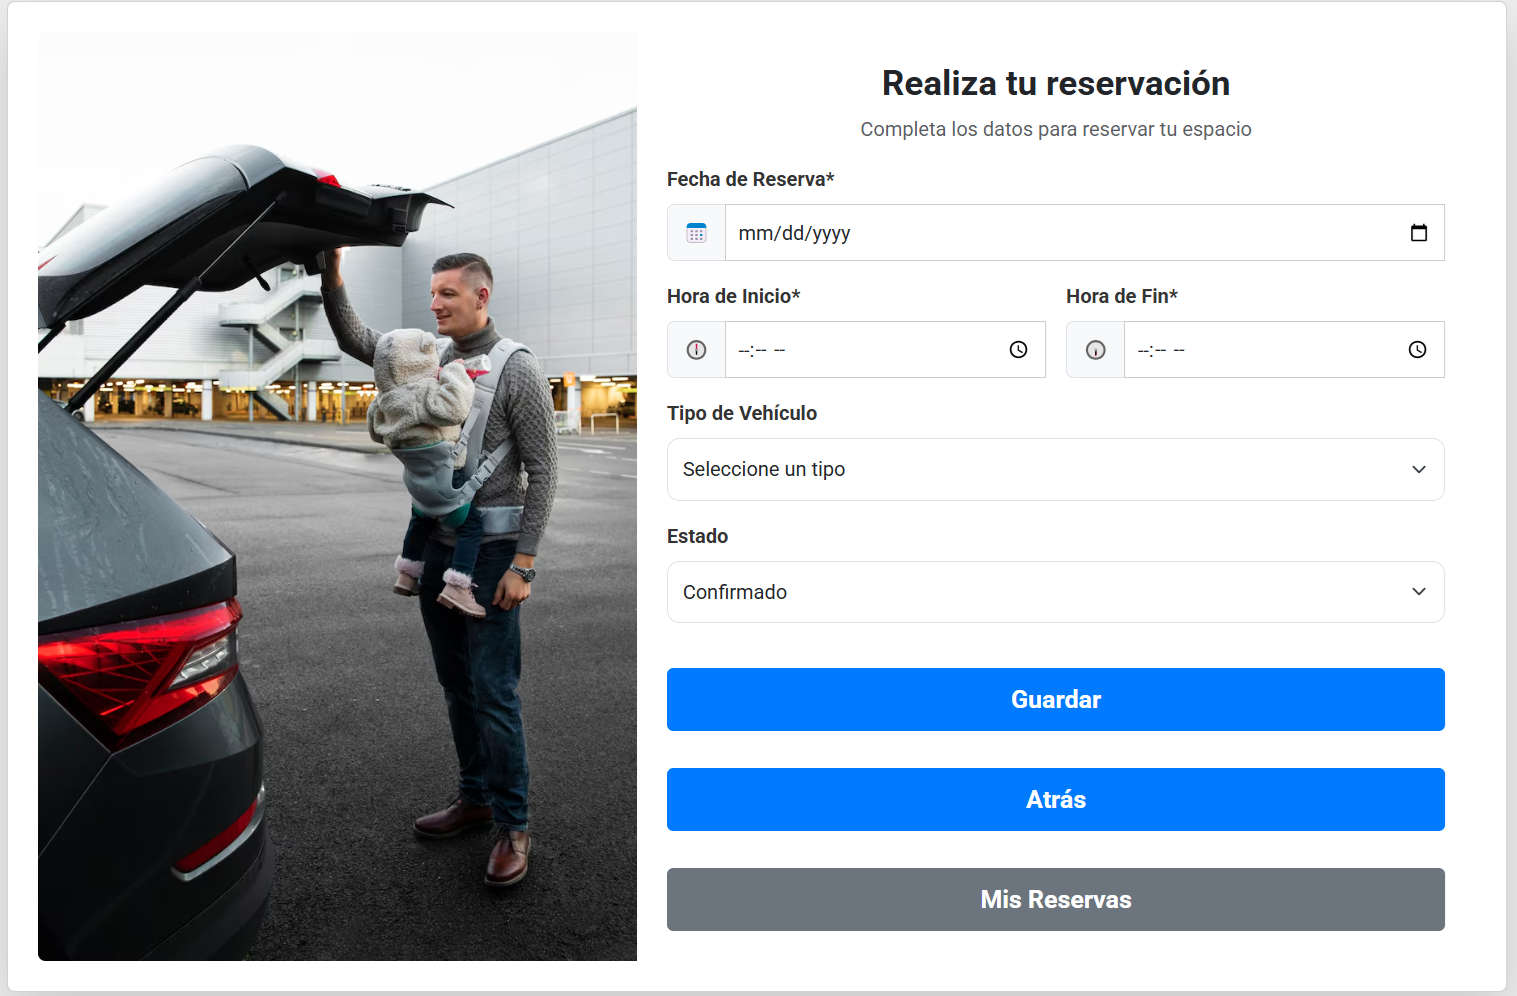 Realiza tu reservación
Completa los datos para reservar tu espacio
Fecha de Reserva*
mm/dd/yyyy
Hora de Inicio*
--:-- --
Hora de Fin*
--:-- --
Tipo de Vehículo
Seleccione un tipo
Estado
Confirmado
Guardar
Atrás
Mis Reservas